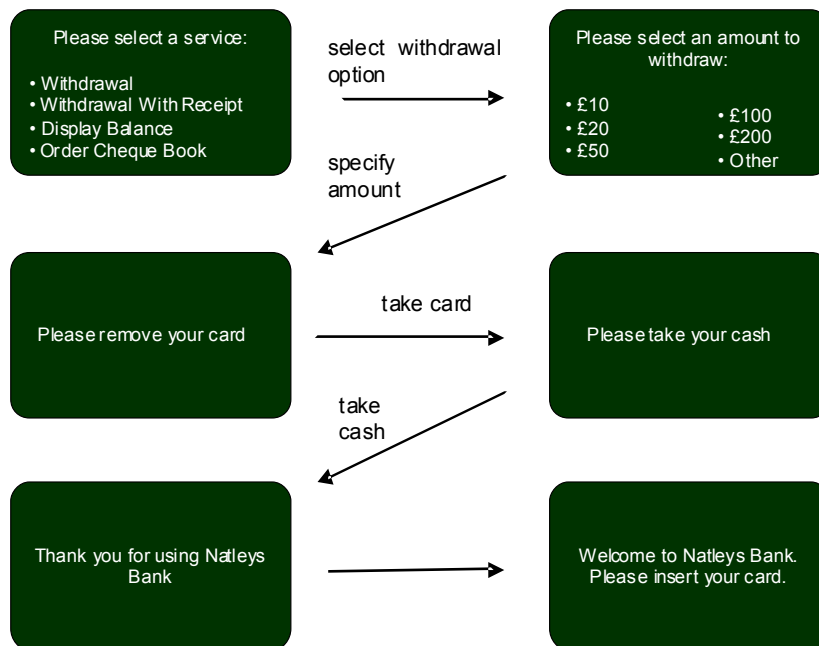 Please select a service:
• Withdrawal
• Withdrawal With Receipt
• Display Balance
• Order Cheque Book
select withdrawal
option
Please select an amount to
withdraw:
• £10
• £20
• £50
• £100
• £200
• Other
specify
amount
Please remove your card
take card
Please take your cash
take
cash
Thank you for using Natleys
Bank
Welcome to Natleys Bank.
Please insert your card.